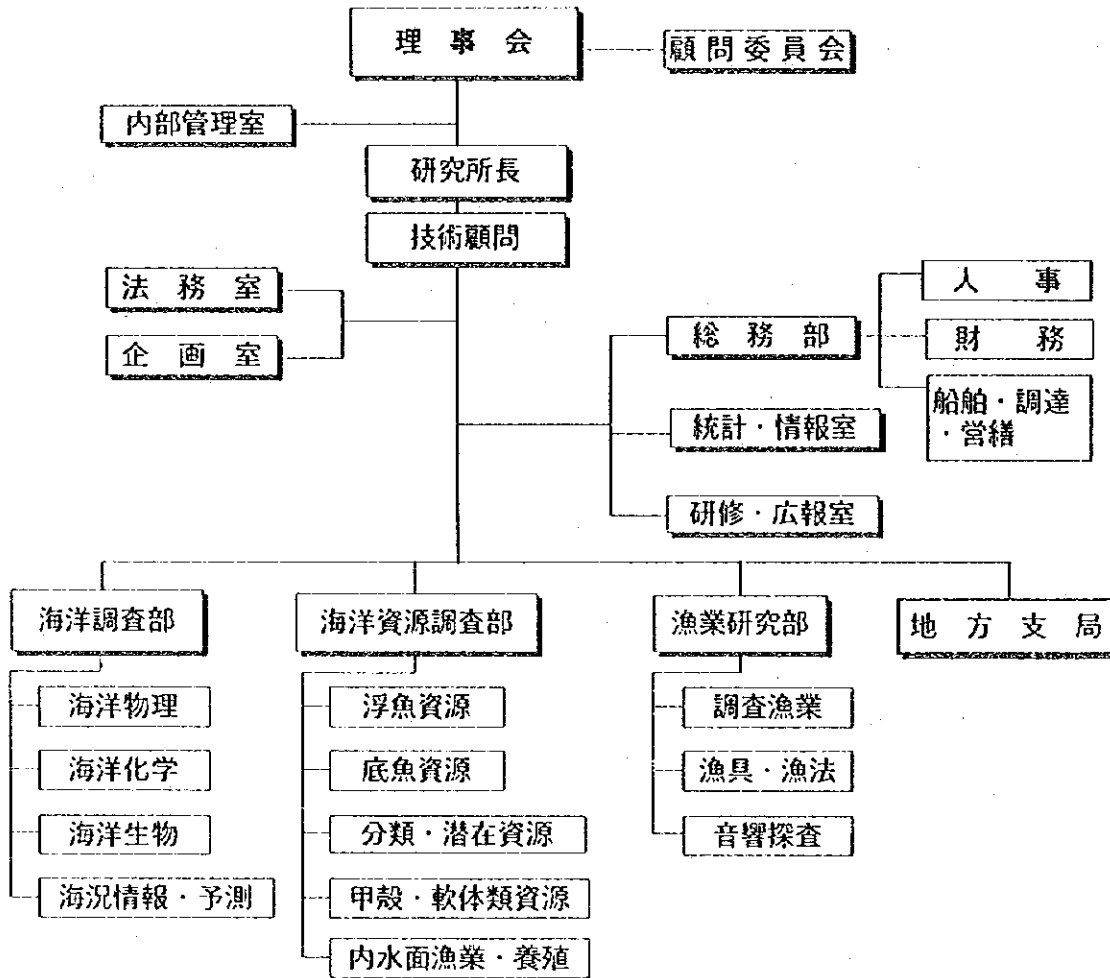 理事会
顧問委員会
内部管理室
研究所長
技術顧問
法務室
企画室
総務部
人事
財務
船舶・調達
・営繕
統計・情報室
研修・広報室
海洋調査部
海洋資源調査部
漁業研究部
地方支局
海洋物理
海洋化学
海洋生物
海況情報・予測
浮魚資源
底魚資源
分類・潜在資源
甲殻・軟体類資源
内水面漁業・養殖
調査漁業
漁具・漁法
音響探査